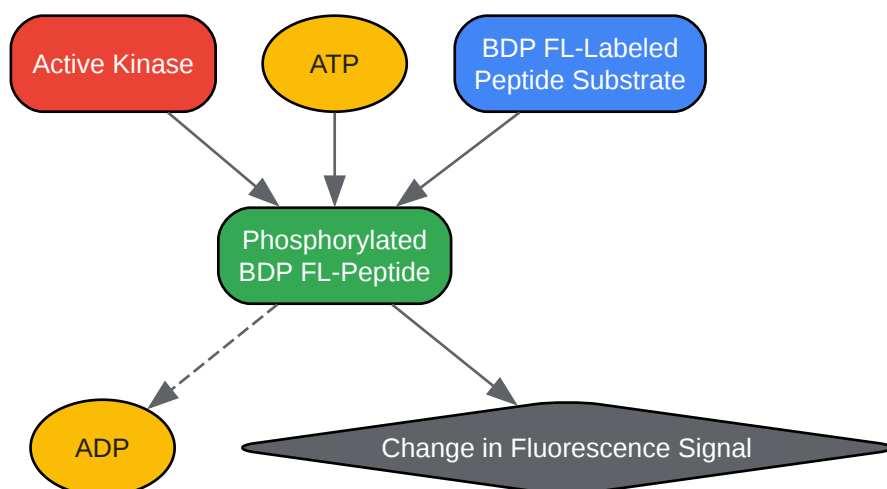 Active Kinase
ATP
BDP FL-Labeled
Peptide Substrate
Phosphorylated
BDP FL-Peptide
ADP
Change in Fluorescence Signal